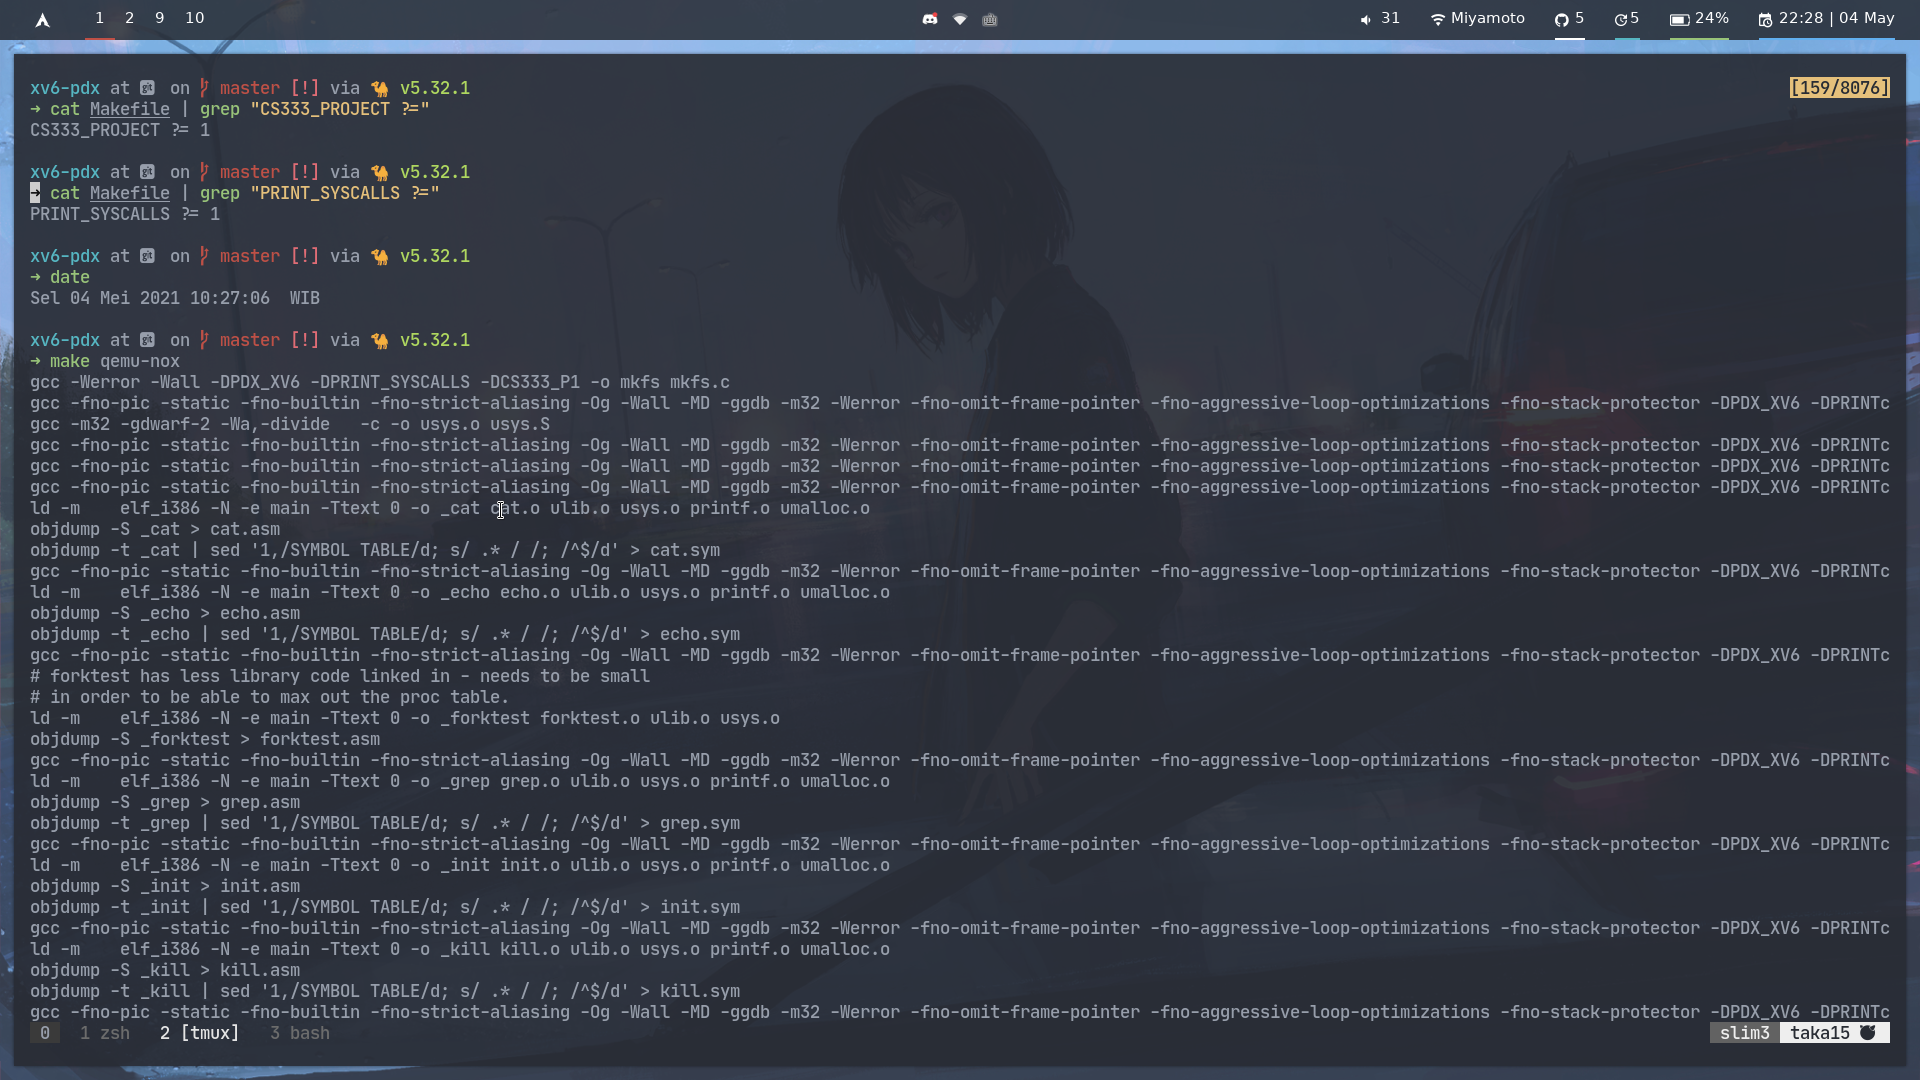 1 2 9 10 31 Miyamoto 5 5 24% 22:28 | 04 May
xv6-pdx at git on master [!] via v5.32.1 [159/8076]
→ cat Makefile | grep "CS333_PROJECT ?="
CS333_PROJECT ?= 1
xv6-pdx at git on master [!] via v5.32.1
→ cat Makefile | grep "PRINT_SYSCALLS ?="
PRINT_SYSCALLS ?= 1
xv6-pdx at git on master [!] via v5.32.1
→ date
Sel 04 Mei 2021 10:27:06  WIB
xv6-pdx at git on master [!] via v5.32.1
→ make qemu-nox
gcc -Werror -Wall -DPDX_XV6 -DPRINT_SYSCALLS -DCS333_P1 -o mkfs mkfs.c
gcc -fno-pic -static -fno-builtin -fno-strict-aliasing -Og -Wall -MD -ggdb -m32 -Werror -fno-omit-frame-pointer -fno-aggressive-loop-optimizations -fno-stack-protector -DPDX_XV6 -DPRINTc
gcc -m32 -gdwarf-2 -Wa,-divide   -c -o usys.o usys.S
gcc -fno-pic -static -fno-builtin -fno-strict-aliasing -Og -Wall -MD -ggdb -m32 -Werror -fno-omit-frame-pointer -fno-aggressive-loop-optimizations -fno-stack-protector -DPDX_XV6 -DPRINTc
gcc -fno-pic -static -fno-builtin -fno-strict-aliasing -Og -Wall -MD -ggdb -m32 -Werror -fno-omit-frame-pointer -fno-aggressive-loop-optimizations -fno-stack-protector -DPDX_XV6 -DPRINTc
gcc -fno-pic -static -fno-builtin -fno-strict-aliasing -Og -Wall -MD -ggdb -m32 -Werror -fno-omit-frame-pointer -fno-aggressive-loop-optimizations -fno-stack-protector -DPDX_XV6 -DPRINTc
ld -m    elf_i386 -N -e main -Ttext 0 -o _cat cat.o ulib.o usys.o printf.o umalloc.o
objdump -S _cat > cat.asm
objdump -t _cat | sed '1,/SYMBOL TABLE/d; s/ .* / /; /^$/d' > cat.sym
gcc -fno-pic -static -fno-builtin -fno-strict-aliasing -Og -Wall -MD -ggdb -m32 -Werror -fno-omit-frame-pointer -fno-aggressive-loop-optimizations -fno-stack-protector -DPDX_XV6 -DPRINTc
ld -m    elf_i386 -N -e main -Ttext 0 -o _echo echo.o ulib.o usys.o printf.o umalloc.o
objdump -S _echo > echo.asm
objdump -t _echo | sed '1,/SYMBOL TABLE/d; s/ .* / /; /^$/d' > echo.sym
gcc -fno-pic -static -fno-builtin -fno-strict-aliasing -Og -Wall -MD -ggdb -m32 -Werror -fno-omit-frame-pointer -fno-aggressive-loop-optimizations -fno-stack-protector -DPDX_XV6 -DPRINTc
# forktest has less library code linked in - needs to be small
# in order to be able to max out the proc table.
ld -m    elf_i386 -N -e main -Ttext 0 -o _forktest forktest.o ulib.o usys.o
objdump -S _forktest > forktest.asm
gcc -fno-pic -static -fno-builtin -fno-strict-aliasing -Og -Wall -MD -ggdb -m32 -Werror -fno-omit-frame-pointer -fno-aggressive-loop-optimizations -fno-stack-protector -DPDX_XV6 -DPRINTc
ld -m    elf_i386 -N -e main -Ttext 0 -o _grep grep.o ulib.o usys.o printf.o umalloc.o
objdump -S _grep > grep.asm
objdump -t _grep | sed '1,/SYMBOL TABLE/d; s/ .* / /; /^$/d' > grep.sym
gcc -fno-pic -static -fno-builtin -fno-strict-aliasing -Og -Wall -MD -ggdb -m32 -Werror -fno-omit-frame-pointer -fno-aggressive-loop-optimizations -fno-stack-protector -DPDX_XV6 -DPRINTc
ld -m    elf_i386 -N -e main -Ttext 0 -o _init init.o ulib.o usys.o printf.o umalloc.o
objdump -S _init > init.asm
objdump -t _init | sed '1,/SYMBOL TABLE/d; s/ .* / /; /^$/d' > init.sym
gcc -fno-pic -static -fno-builtin -fno-strict-aliasing -Og -Wall -MD -ggdb -m32 -Werror -fno-omit-frame-pointer -fno-aggressive-loop-optimizations -fno-stack-protector -DPDX_XV6 -DPRINTc
ld -m    elf_i386 -N -e main -Ttext 0 -o _kill kill.o ulib.o usys.o printf.o umalloc.o
objdump -S _kill > kill.asm
objdump -t _kill | sed '1,/SYMBOL TABLE/d; s/ .* / /; /^$/d' > kill.sym
gcc -fno-pic -static -fno-builtin -fno-strict-aliasing -Og -Wall -MD -ggdb -m32 -Werror -fno-omit-frame-pointer -fno-aggressive-loop-optimizations -fno-stack-protector -DPDX_XV6 -DPRINTc
0 1 zsh 2 [tmux] 3 bash slim3 taka15